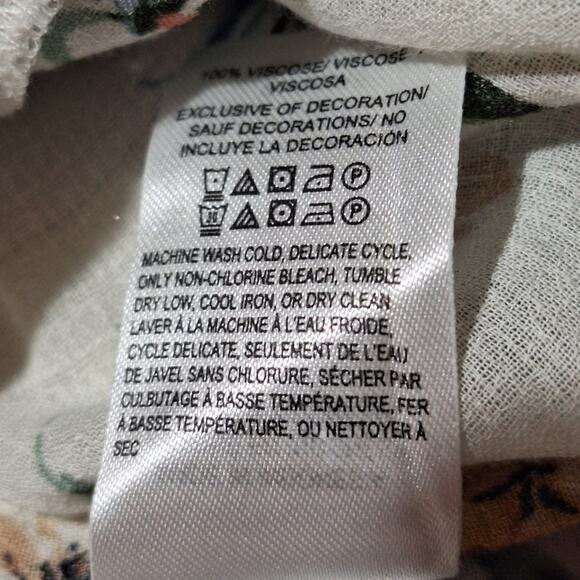 100% VISCOSE/ VISCOSE
VISCOSA
EXCLUSIVE OF DECORATION/
SAUF DECORATIONS/ NO
INCLUYE LA DECORACIÓN
P
30 P
MACHINE WASH COLD, DELICATE CYCLE,
ONLY NON-CHLORINE BLEACH, TUMBLE
DRY LOW, COOL IRON, OR DRY CLEAN
LAVER À LA MACHINE À L'EAU FROIDE,
CYCLE DELICATE, SEULEMENT DE L'EAU
DE JAVEL SANS CHLORURE, SÉCHER PAR
CULBUTAGE À BASSE TEMPÉRATURE, FER
À BASSE TEMPÉRATURE, OU NETTOYER À
SEC